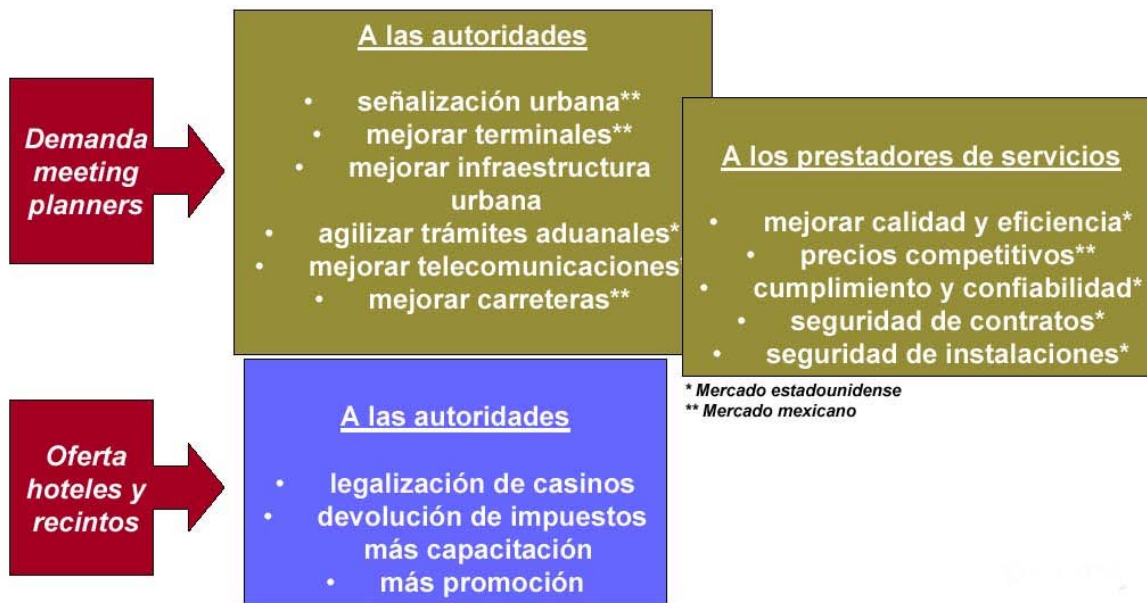 Demanda
meeting
planners
A las autoridades
• señalización urbana**
• mejorar terminales**
• mejorar infraestructura
urbana
• agilizar trámites aduanales*
• mejorar telecomunicaciones*
• mejorar carreteras**
A los prestadores de servicios
• mejorar calidad y eficiencia*
• precios competitivos**
• cumplimiento y confiabilidad*
• seguridad de contratos*
• seguridad de instalaciones*
* Mercado estadounidense
** Mercado mexicano
Oferta
hoteles y
recintos
A las autoridades
• legalización de casinos
• devolución de impuestos
más capacitación
• más promoción